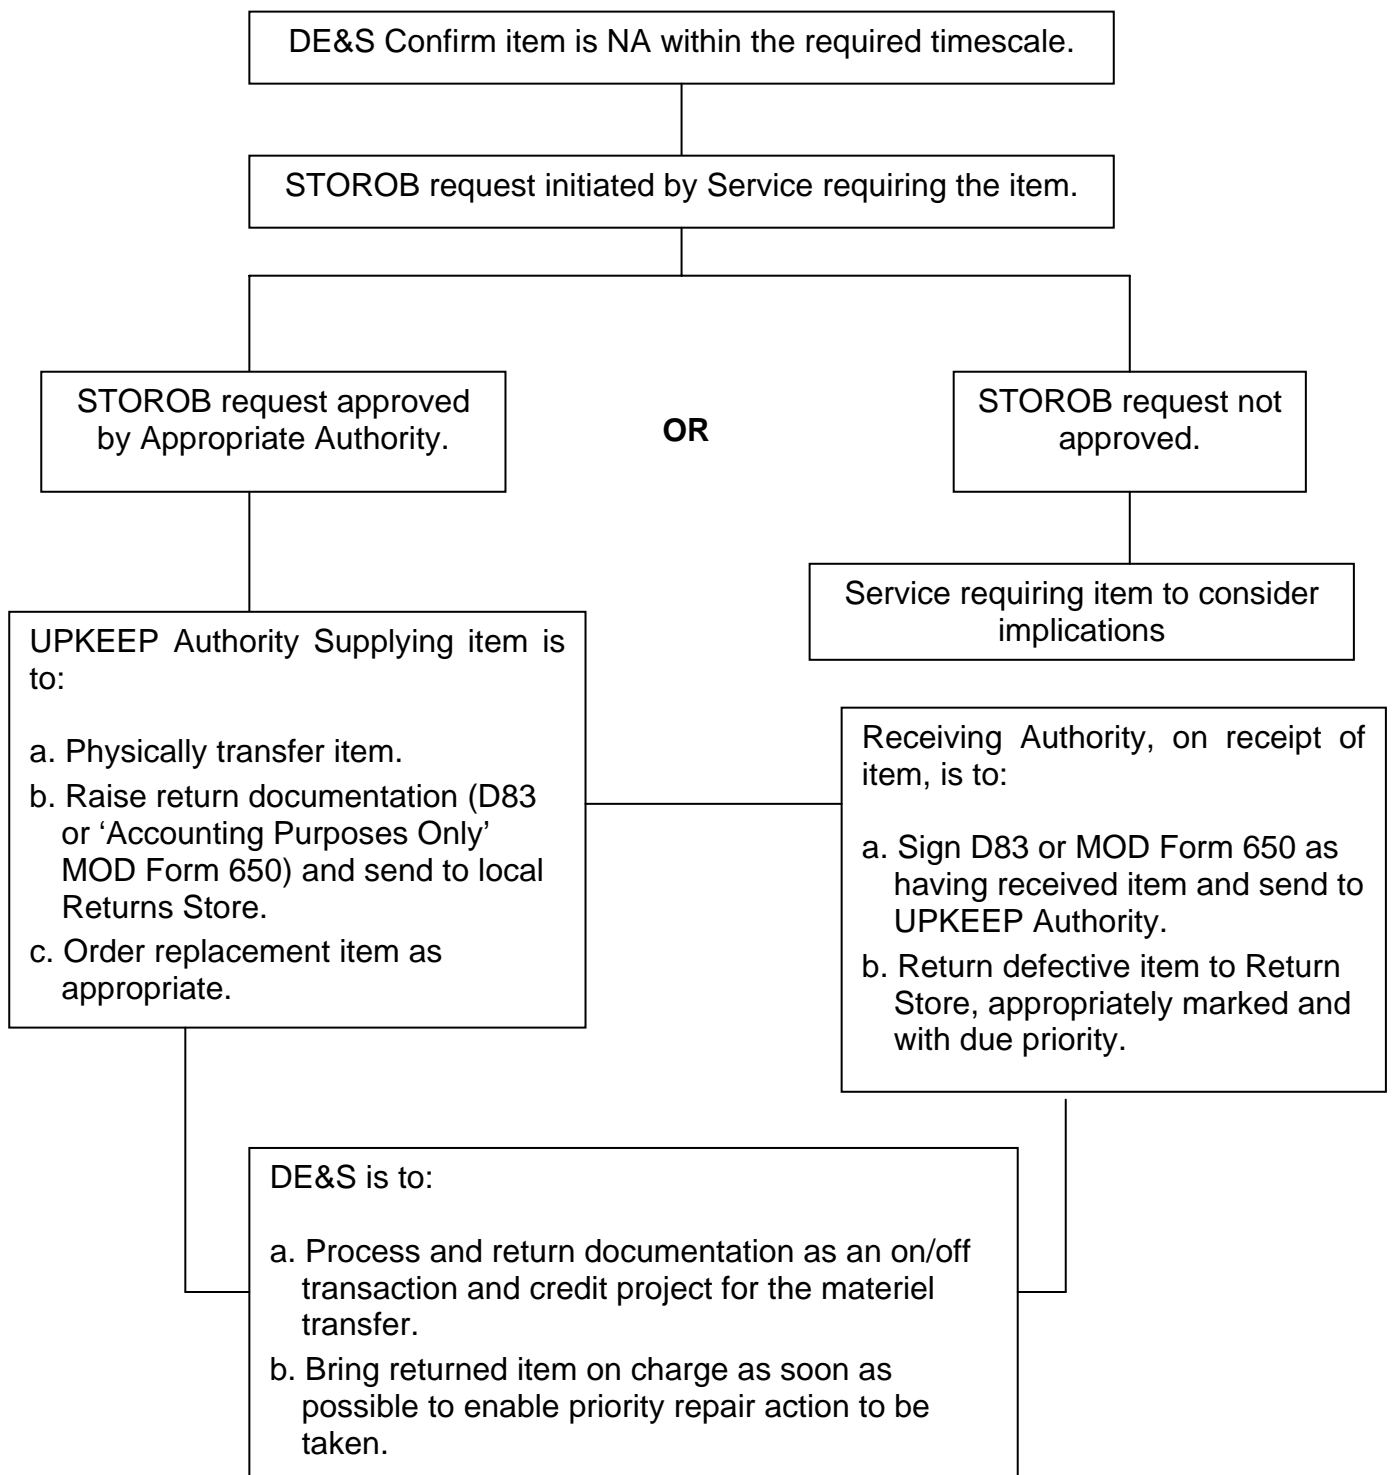 DE&S Confirm item is NA within the required timescale.
STOROB request initiated by Service requiring the item.
STOROB request approved
by Appropriate Authority.
OR
STOROB request not
approved.
Service requiring item to consider
implications
UPKEEP Authority Supplying item is
to:
a. Physically transfer item.
b. Raise return documentation (D83
or ‘Accounting Purposes Only’
MOD Form 650) and send to local
Returns Store.
c. Order replacement item as
appropriate.
Receiving Authority, on receipt of
item, is to:
a. Sign D83 or MOD Form 650 as
having received item and send to
UPKEEP Authority.
b. Return defective item to Return
Store, appropriately marked and
with due priority.
DE&S is to:
a. Process and return documentation as an on/off
transaction and credit project for the materiel
transfer.
b. Bring returned item on charge as soon as
possible to enable priority repair action to be
taken.